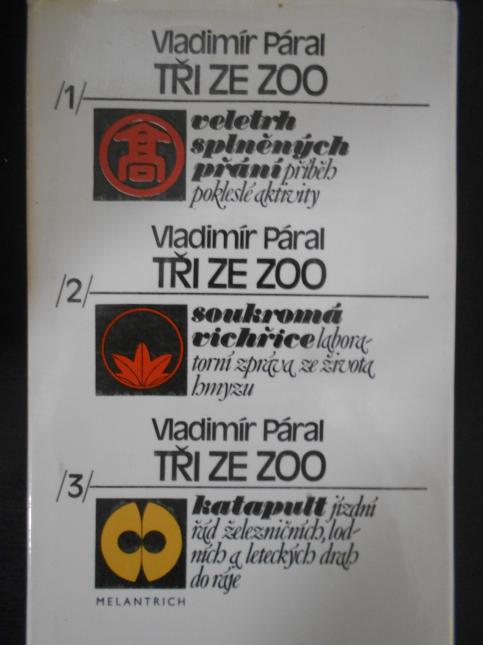 Vladimír Páral
TŘI ZE ZOO
/1/
高
veletrh
splněných
přání příběh
pokleslé aktivity
Vladimír Páral
TŘI ZE ZOO
/2/
soukromá
vichřice labora-
torní zpráva ze života
hmyzu
Vladimír Páral
TŘI ZE ZOO
/3/
katapult jízdní
řád železničních, lod-
ních a leteckých drah
do ráje
MELANTRICH